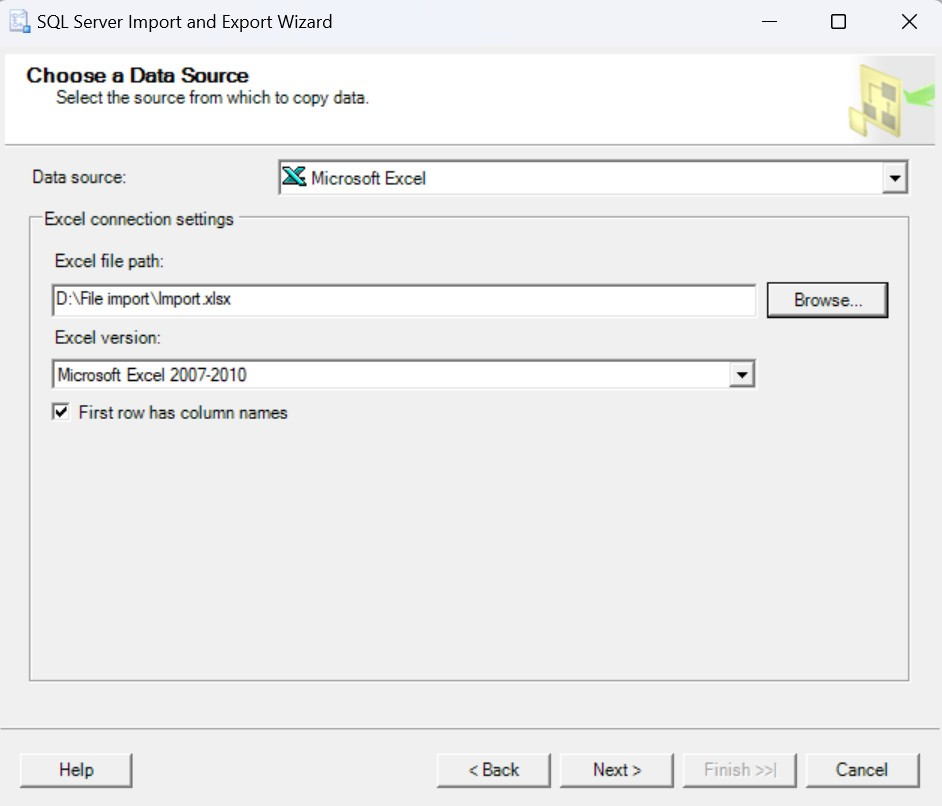 SQL Server Import and Export Wizard
Choose a Data Source
Select the source from which to copy data.
Data source:
Microsoft Excel
Excel connection settings
Excel file path:
D:\File import\Import.xlsx
Browse...
Excel version:
Microsoft Excel 2007-2010
First row has column names
Help
< Back
Next >
Finish >>|
Cancel